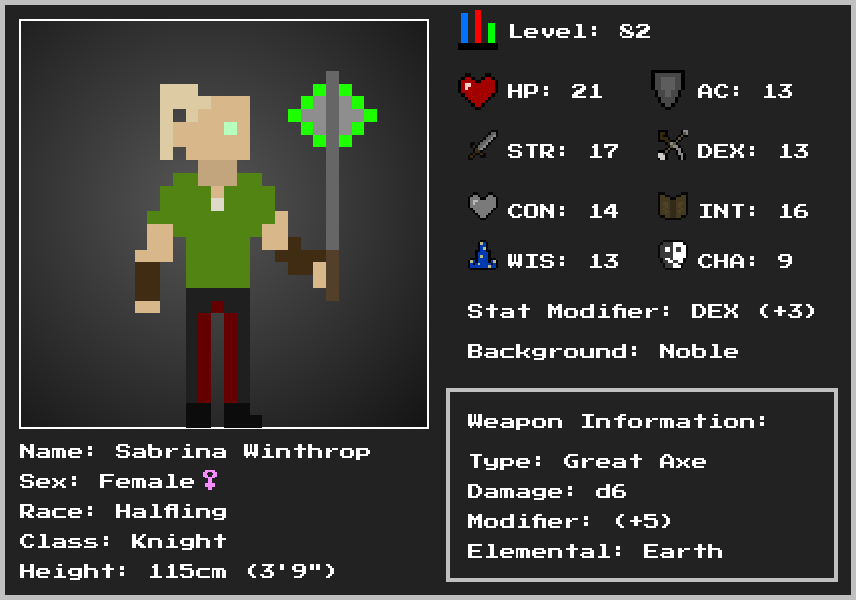 Level: 82
HP: 21
AC: 13
STR: 17
DEX: 13
CON: 14
INT: 16
WIS: 13
CHA: 9
Stat Modifier: DEX (+3)
Background: Noble
Name: Sabrina Winthrop
Sex: Female
Race: Halfling
Class: Knight
Height: 115cm (3'9")
Weapon Information:
Type: Great Axe
Damage: d6
Modifier: (+5)
Elemental: Earth